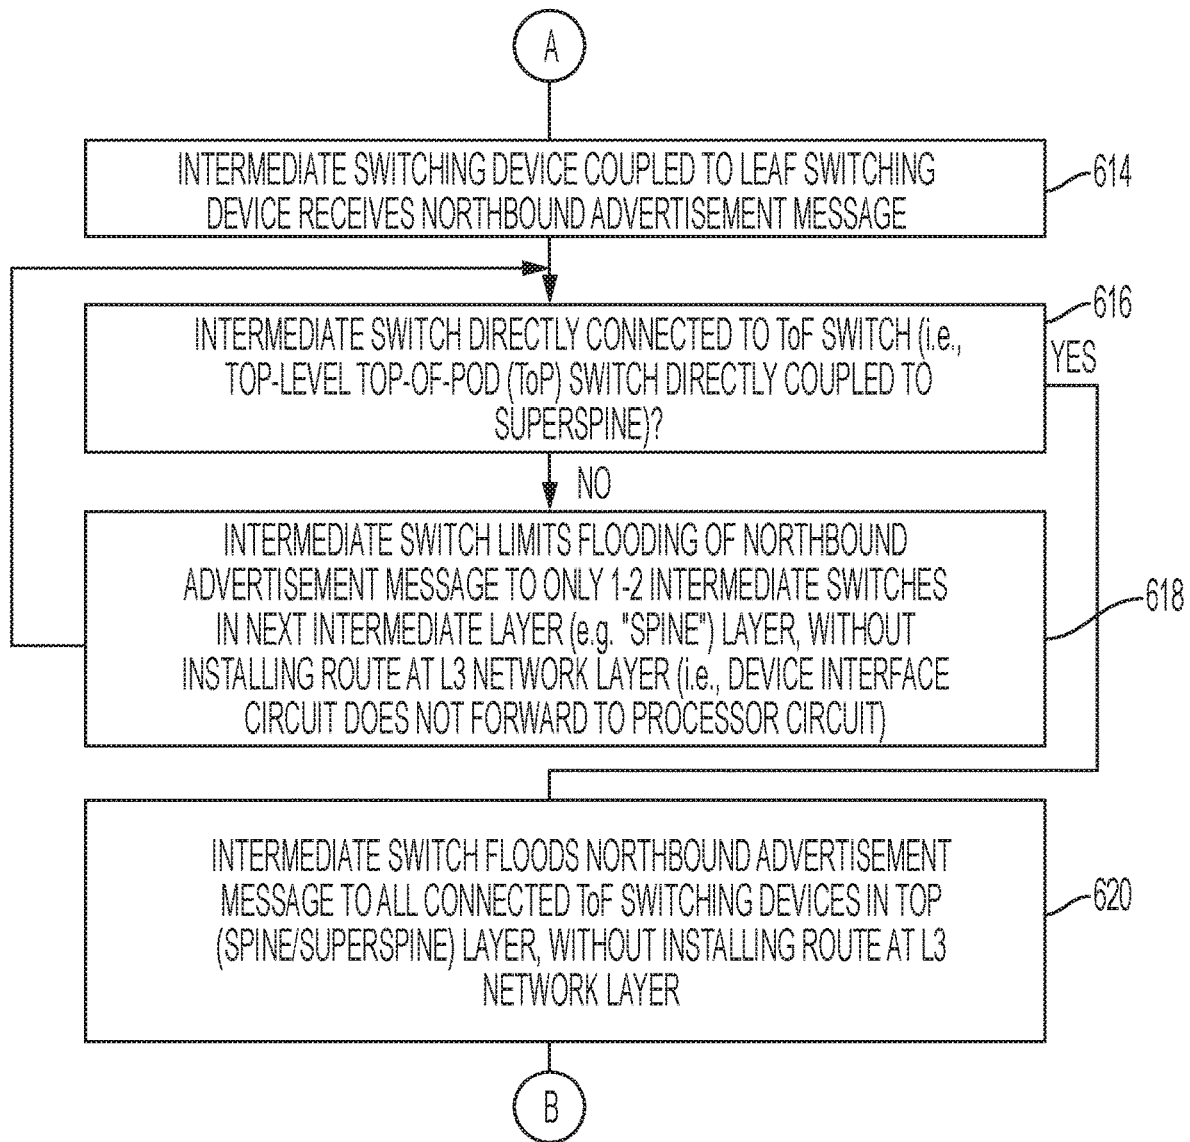 A
INTERMEDIATE SWITCHING DEVICE COUPLED TO LEAF SWITCHING
DEVICE RECEIVES NORTHBOUND ADVERTISEMENT MESSAGE
614
INTERMEDIATE SWITCH DIRECTLY CONNECTED TO ToF SWITCH (i.e.,
TOP-LEVEL TOP-OF-POD (ToP) SWITCH DIRECTLY COUPLED TO
SUPERSPINE)?
616
YES
NO
INTERMEDIATE SWITCH LIMITS FLOODING OF NORTHBOUND
ADVERTISEMENT MESSAGE TO ONLY 1-2 INTERMEDIATE SWITCHES
IN NEXT INTERMEDIATE LAYER (e.g. "SPINE") LAYER, WITHOUT
INSTALLING ROUTE AT L3 NETWORK LAYER (i.e., DEVICE INTERFACE
CIRCUIT DOES NOT FORWARD TO PROCESSOR CIRCUIT)
618
INTERMEDIATE SWITCH FLOODS NORTHBOUND ADVERTISEMENT
MESSAGE TO ALL CONNECTED ToF SWITCHING DEVICES IN TOP
(SPINE/SUPERSPINE) LAYER, WITHOUT INSTALLING ROUTE AT L3
NETWORK LAYER
620
B